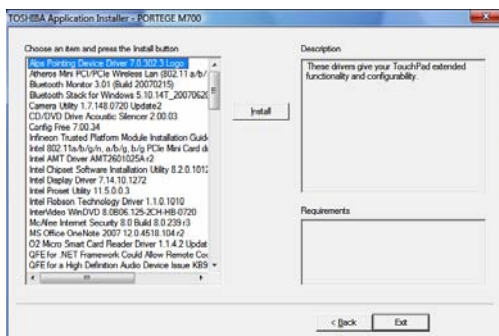 TOSHIBA Application Installer - PORTEGE M700
Choose an item and press the Install button
Alps Pointing Device Driver 7.0.302.3 Logo
Atheros Mini PCI/PCIe Wireless Lan (802.11 a/b/
Bluetooth Monitor 3.01 (Build 20070215)
Bluetooth Stack for Windows 5.10.14T_2007062
Camera Utility 1.7.148.0720 Update2
CD/DVD Drive Acoustic Silencer 2.00.03
Config Free 7.00.34
Infineon Trusted Platform Module Installation Guid
Intel 802.11a/b/g/n, a/b/g, b/g PCIe Mini Card d
Intel AMT Driver AMT2601025A r2
Intel Chipset Software Installation Utility 8.2.0.1012
Intel Display Driver 7.14.10.1272
Intel Proset Utility 11.5.0.0.3
Intel Robson Technology Driver 1.1.0.1010
InterVideo WinDVD 8.0B06.125-2CH-HB-0720
McAfee Internet Security 8.0 Build 8.0.239 r3
MS Office OneNote 2007 12.0.4518.104 r2
O2 Micro Smart Card Reader Driver 1.1.4.2 Updat
QFE for .NET Framework Could Allow Remote Co
QFE for a High Definition Audio Device Issue KB9
Install
Description
These drivers give your TouchPad extended
functionality and configurability.
Requirements
< Back
Exit